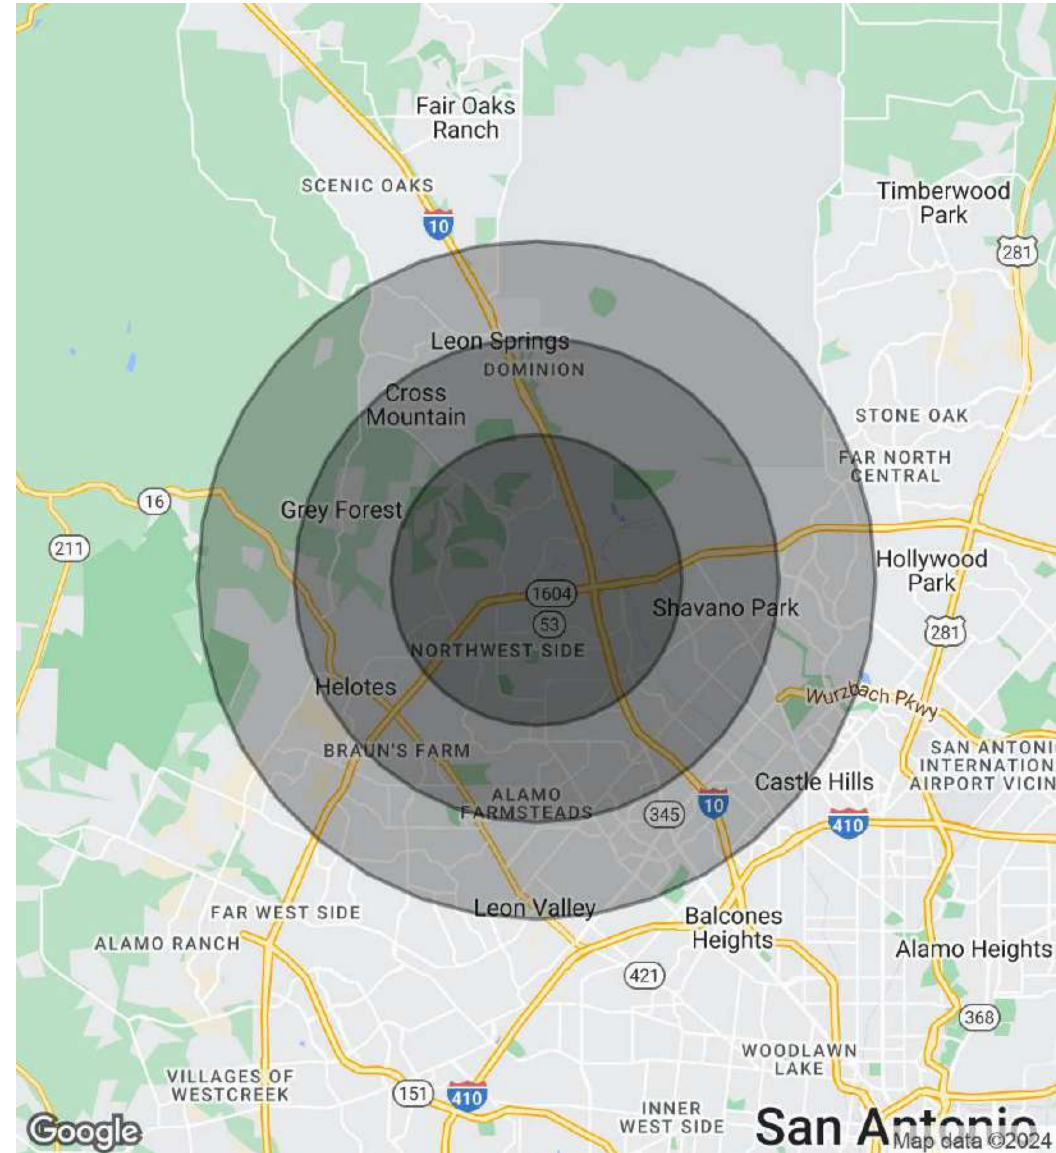 Fair Oaks
Ranch
SCENIC OAKS
Timberwood
Park
10
281
Leon Springs
DOMINION
Cross
Mountain
STONE OAK
FAR NORTH
CENTRAL
16
Grey Forest
211
Hollywood
Park
1604
Shavano Park
53
281
NORTHWEST SIDE
Helotes
Wurzbach Pkwy
BRAUN'S FARM
SAN ANTONI
INTERNATION
AIRPORT VICIN
Castle Hills
ALAMO
FARMSTEADS
345
10
410
Leon Valley
FAR WEST SIDE
Balcones
Heights
ALAMO RANCH
Alamo Heights
421
368
WOODLAWN
LAKE
VILLAGES OF
WESTCREEK
151
410
INNER
WEST SIDE
San Antonio
Google
Map data ©2024